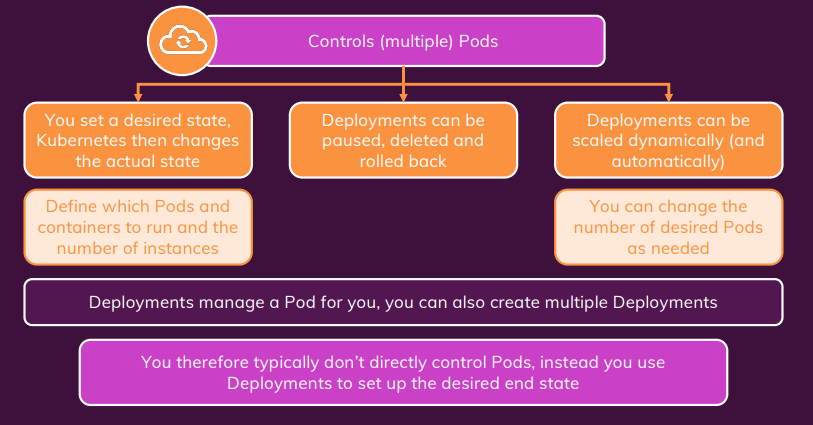 Controls (multiple) Pods
You set a desired state,
Kubernetes then changes
the actual state
Deployments can be
paused, deleted and
rolled back
Deployments can be
scaled dynamically (and
automatically)
Define which Pods and
containers to run and the
number of instances
You can change the
number of desired Pods
as needed
Deployments manage a Pod for you, you can also create multiple Deployments
You therefore typically don’t directly control Pods, instead you use
Deployments to set up the desired end state